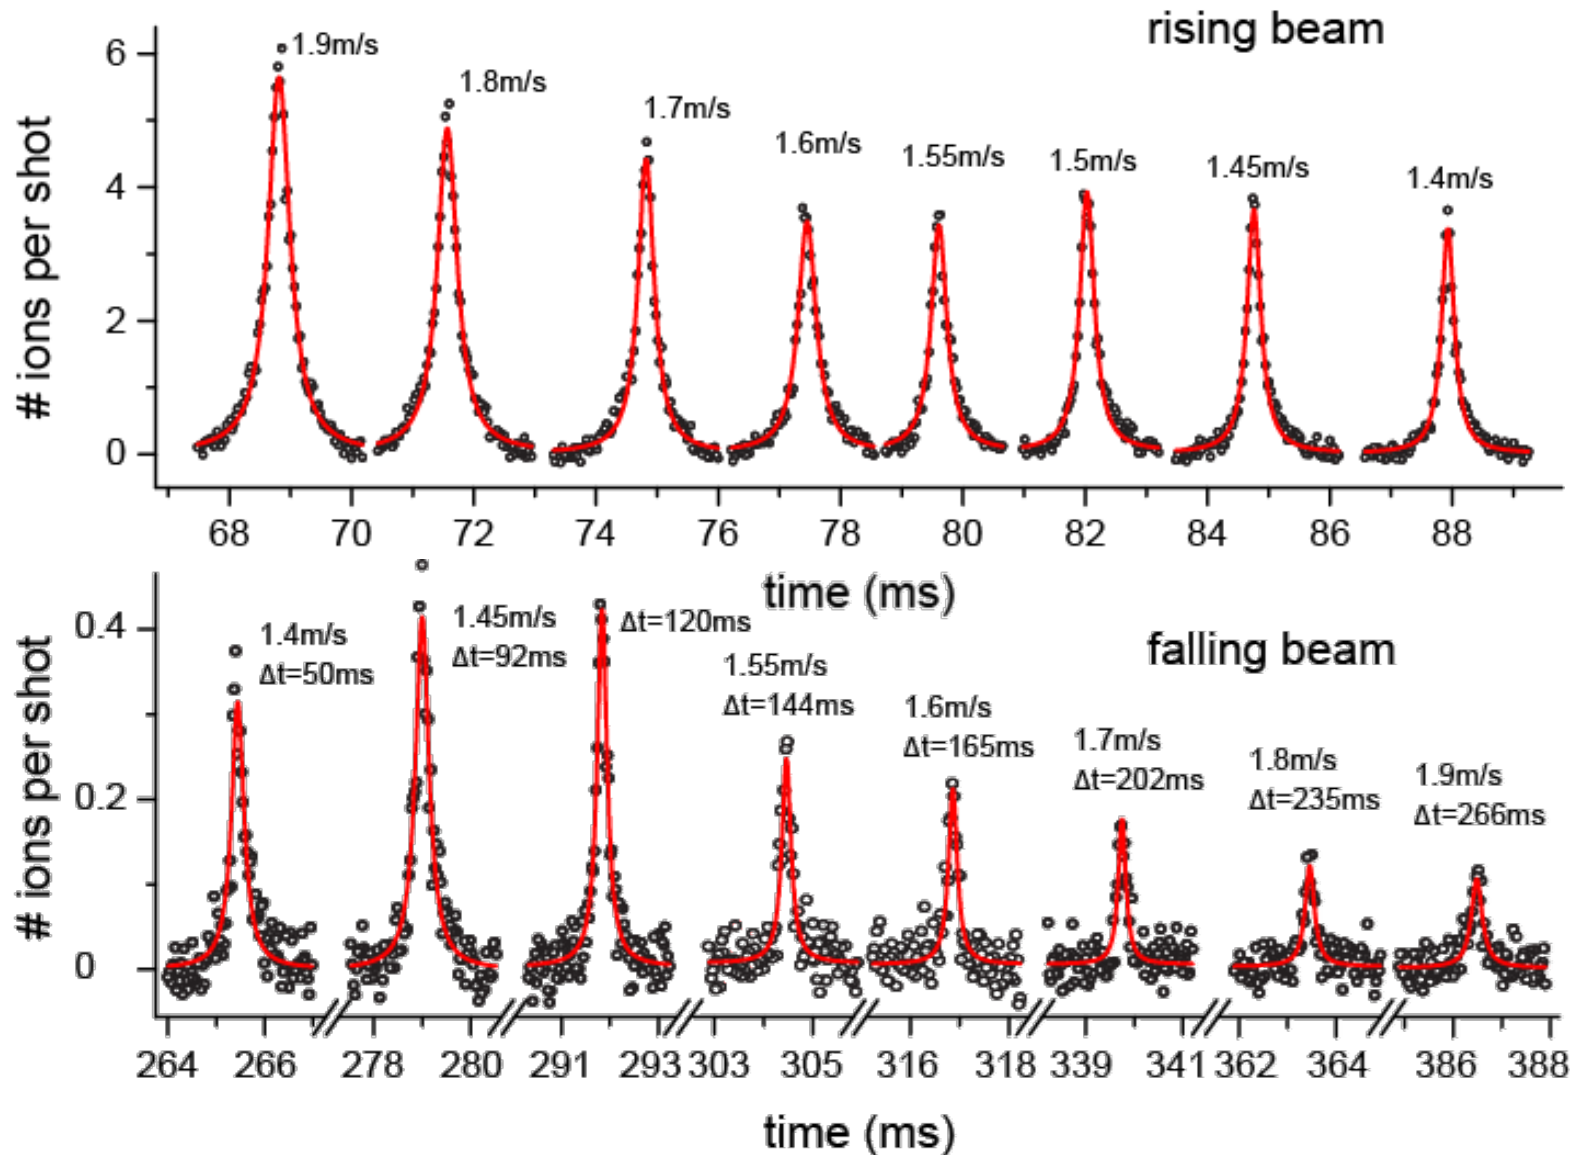 rising beam
# ions per shot
6
4
2
0
1.9m/s
1.8m/s
1.7m/s
1.6m/s
1.55m/s
1.5m/s
1.45m/s
1.4m/s
68 70 72 74 76 78 80 82 84 86 88
time (ms)
falling beam
# ions per shot
0.4
0.2
0
1.4m/s
Δt=50ms
1.45m/s
Δt=92ms
Δt=120ms
1.55m/s
Δt=144ms
1.6m/s
Δt=165ms
1.7m/s
Δt=202ms
1.8m/s
Δt=235ms
1.9m/s
Δt=266ms
264 266 278 280 291 293 303 305 316 318 339 341 362 364 386 388
time (ms)